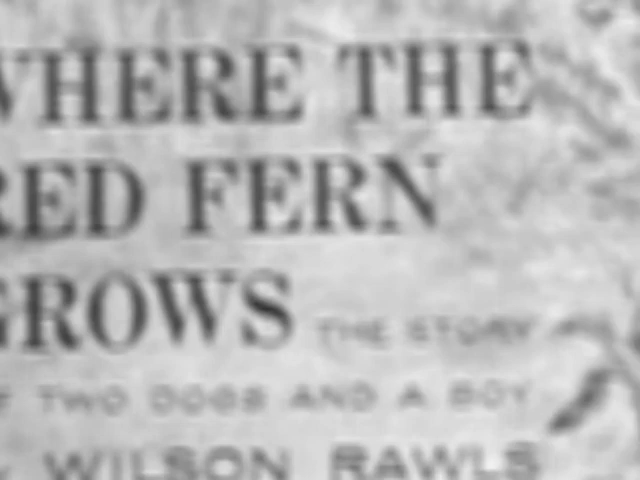 WHERE THE
RED FERN
GROWS THE STORY
F TWO DOGS AND A BOY
WILSON RAWLS